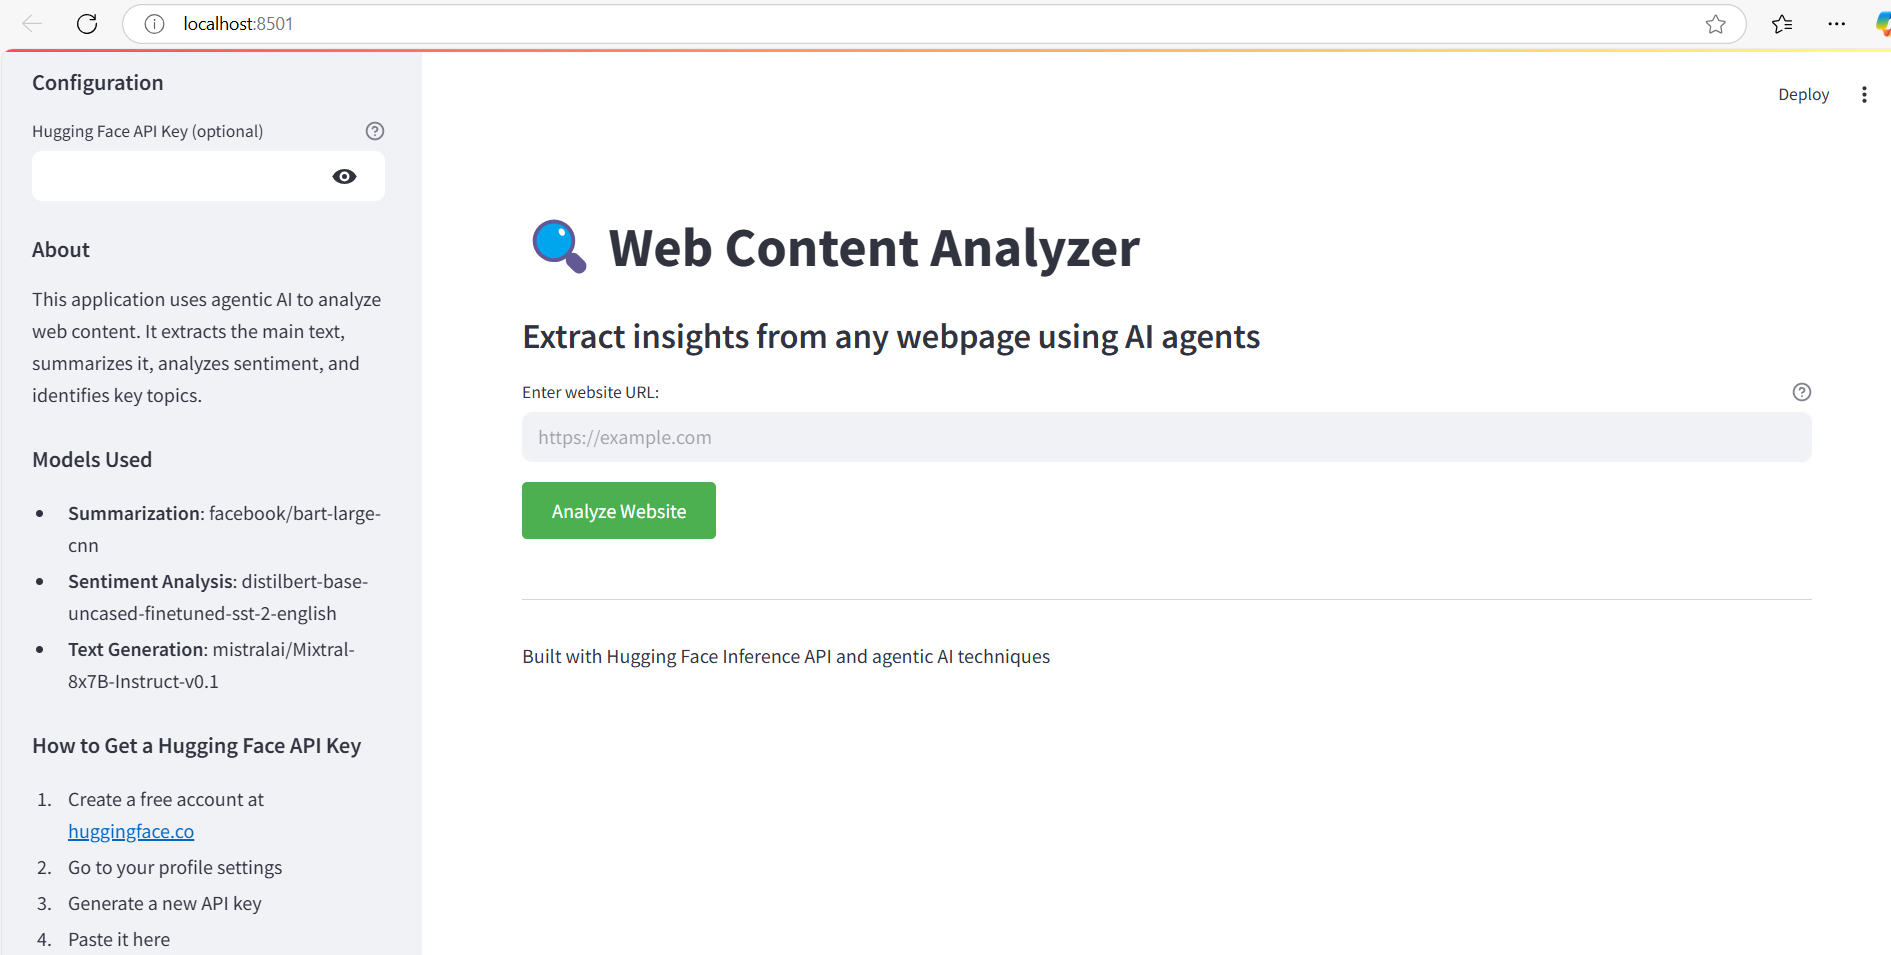 localhost:8501
Configuration
Hugging Face API Key (optional)
About
This application uses agentic AI to analyze
web content. It extracts the main text,
summarizes it, analyzes sentiment, and
identifies key topics.
Models Used
• Summarization: facebook/bart-large-
cnn
• Sentiment Analysis: distilbert-base-
uncased-finetuned-sst-2-english
• Text Generation: mistralai/Mixtral-
8x7B-Instruct-v0.1
How to Get a Hugging Face API Key
1. Create a free account at
huggingface.co
2. Go to your profile settings
3. Generate a new API key
4. Paste it here
Deploy
Web Content Analyzer
Extract insights from any webpage using AI agents
Enter website URL:
https://example.com
Analyze Website
Built with Hugging Face Inference API and agentic AI techniques